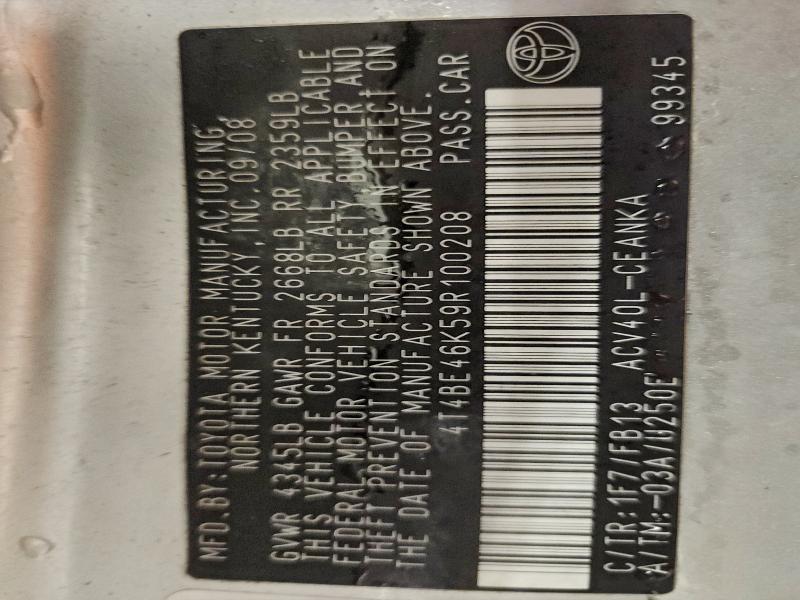 MFD.BY: TOYOTA MOTOR MANUFACTURING,
NORTHERN KENTUCKY, INC. 09/08
GVWR 4345LB GAWR FR 2668LB RR 2359LB
THIS VEHICLE CONFORMS TO ALL APPLICABLE
FEDERAL MOTOR VEHICLE SAFETY, BUMPER AND
THEFT PREVENTION STANDARDS IN EFFECT ON
THE DATE OF MANUFACTURE SHOWN ABOVE.
4T4BE46K59R100208 PASS.CAR
C/TR:1F7/FB13 ACV40L-CEANKA
A/TM:-03A/U250E 99345